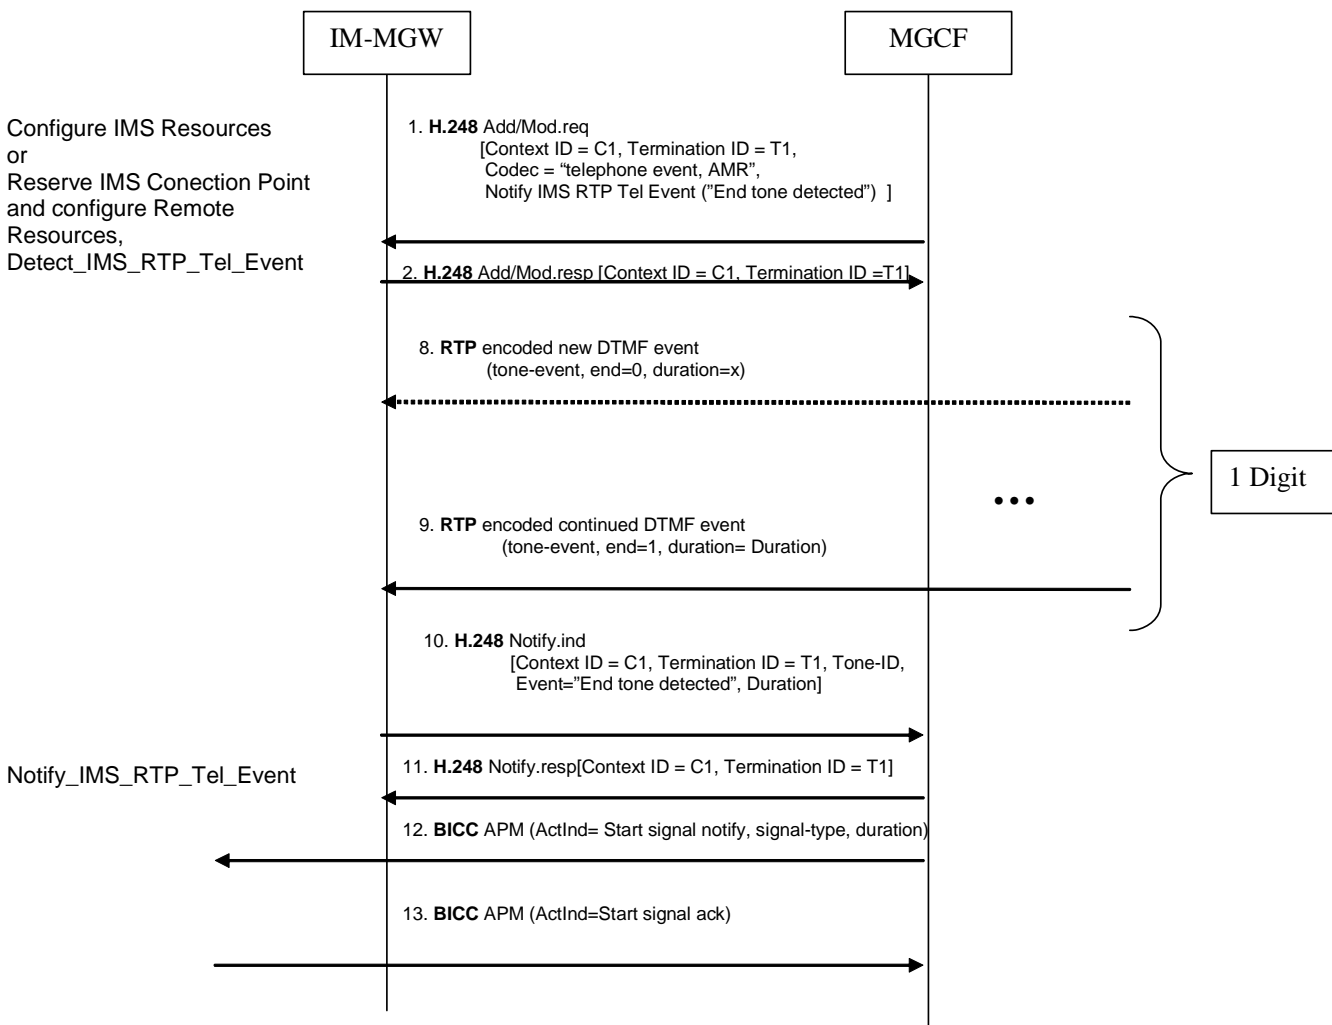 IM-MGW
MGCF
Configure IMS Resources
or
Reserve IMS Conection Point
and configure Remote
Resources,
Detect_IMS_RTP_Tel_Event
1. H.248 Add/Mod.req
[Context ID = C1, Termination ID = T1,
Codec = “telephone event, AMR”,
Notify IMS RTP Tel Event (”End tone detected”) ]
2. H.248 Add/Mod.resp [Context ID = C1, Termination ID =T1]
8. RTP encoded new DTMF event
(tone-event, end=0, duration=x)
1 Digit
...
9. RTP encoded continued DTMF event
(tone-event, end=1, duration= Duration)
10. H.248 Notify.ind
[Context ID = C1, Termination ID = T1, Tone-ID,
Event=”End tone detected”, Duration]
Notify_IMS_RTP_Tel_Event
11. H.248 Notify.resp[Context ID = C1, Termination ID = T1]
12. BICC APM (ActInd= Start signal notify, signal-type, duration)
13. BICC APM (ActInd=Start signal ack)